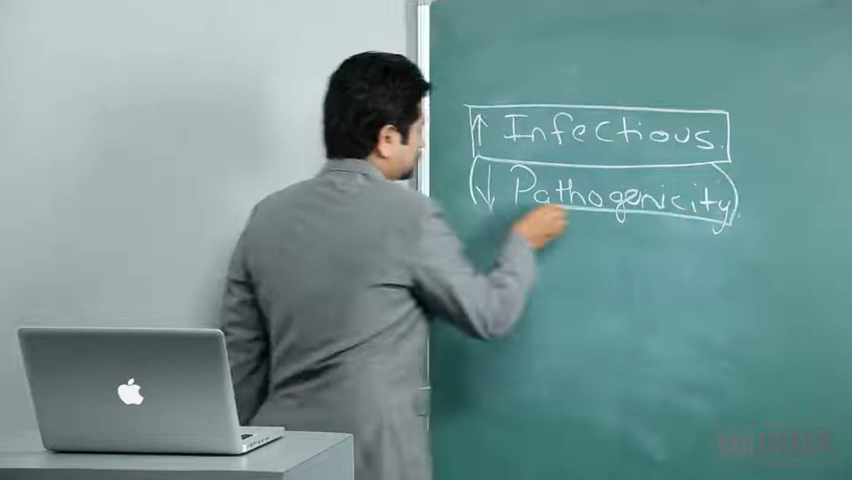 ↑ Infectious.
↓ Pathogenicity